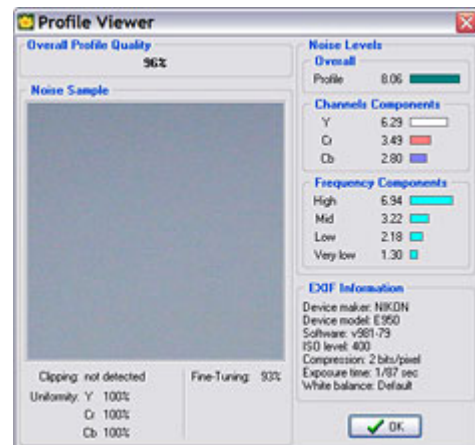 Profile Viewer
Overall Profile Quality
96%
Noise Sample
Clipping: not detected
Uniformity: Y 100%
Cr 100%
Cb 100%
Fine-Tuning: 93%
Noise Levels
Overall
Profile 8.06
Channels Components
Y 6.29
Cr 3.49
Cb 2.80
Frequency Components
High 6.94
Mid 3.22
Low 2.18
Very low 1.30
EXIF Information
Device maker: NIKON
Device model: E950
Software: v981-79
ISO level: 400
Compression: 2 bits/pixel
Exposure time: 1/87 sec
White balance: Default
OK